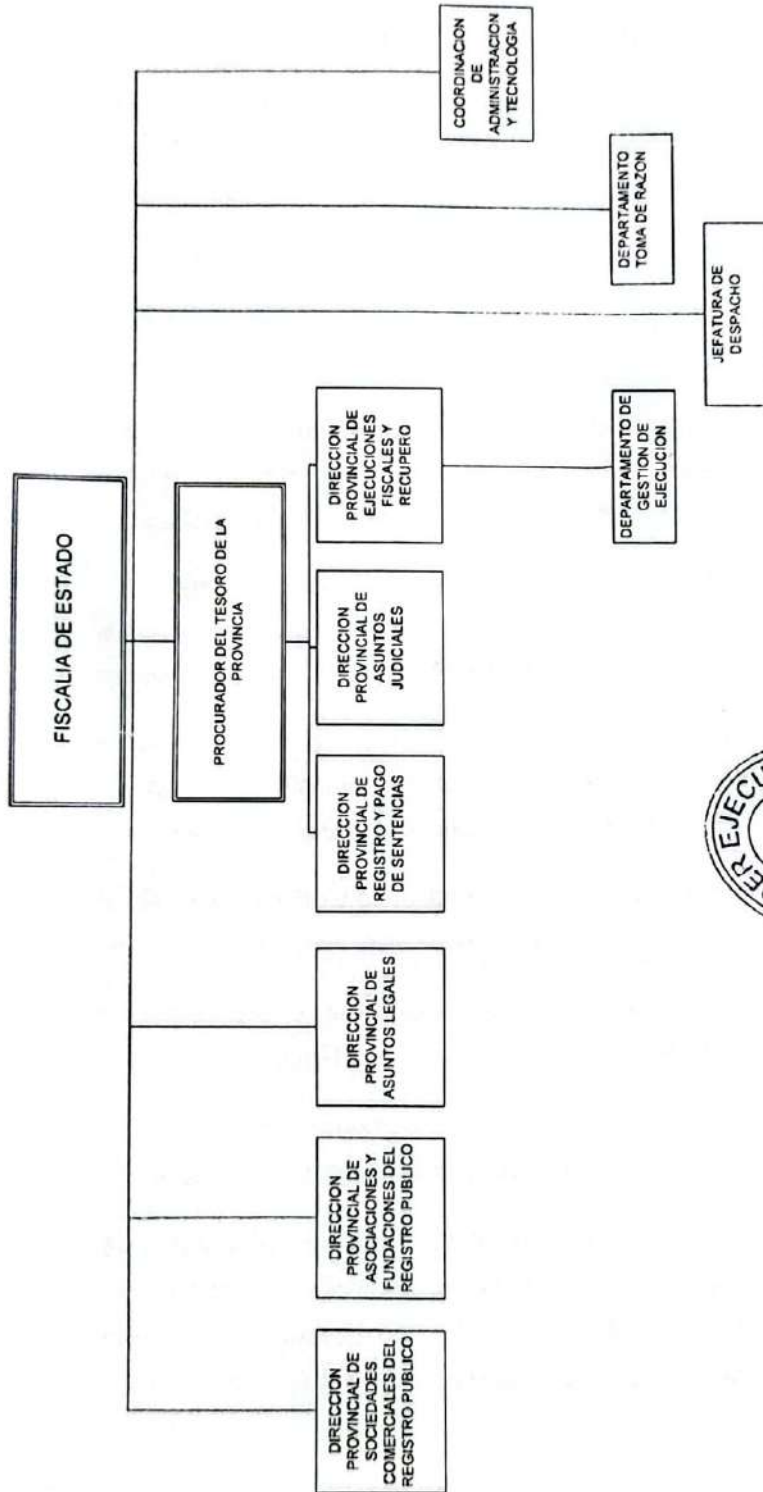 FISCALIA DE ESTADO
PROCURADOR DEL TESORO DE LA
PROVINCIA
DIRECCION
PROVINCIAL DE
SOCIEDADES
COMERCIALES DEL
REGISTRO PUBLICO
DIRECCION
PROVINCIAL DE
ASOCIACIONES Y
FUNDACIONES DEL
REGISTRO PUBLICO
DIRECCION
PROVINCIAL DE
ASUNTOS LEGALES
DIRECCION
PROVINCIAL DE
REGISTRO Y PAGO
DE SENTENCIAS
DIRECCION
PROVINCIAL DE
ASUNTOS
JUDICIALES
DIRECCION
PROVINCIAL DE
EJECUCIONES
FISCALES Y
RECUPERO
COORDINACION
DE
ADMINISTRACION
Y TECNOLOGIA
DEPARTAMENTO DE
GESTION DE
EJECUCION
DEPARTAMENTO
TOMA DE RAZON
JEFATURA DE
DESPACHO